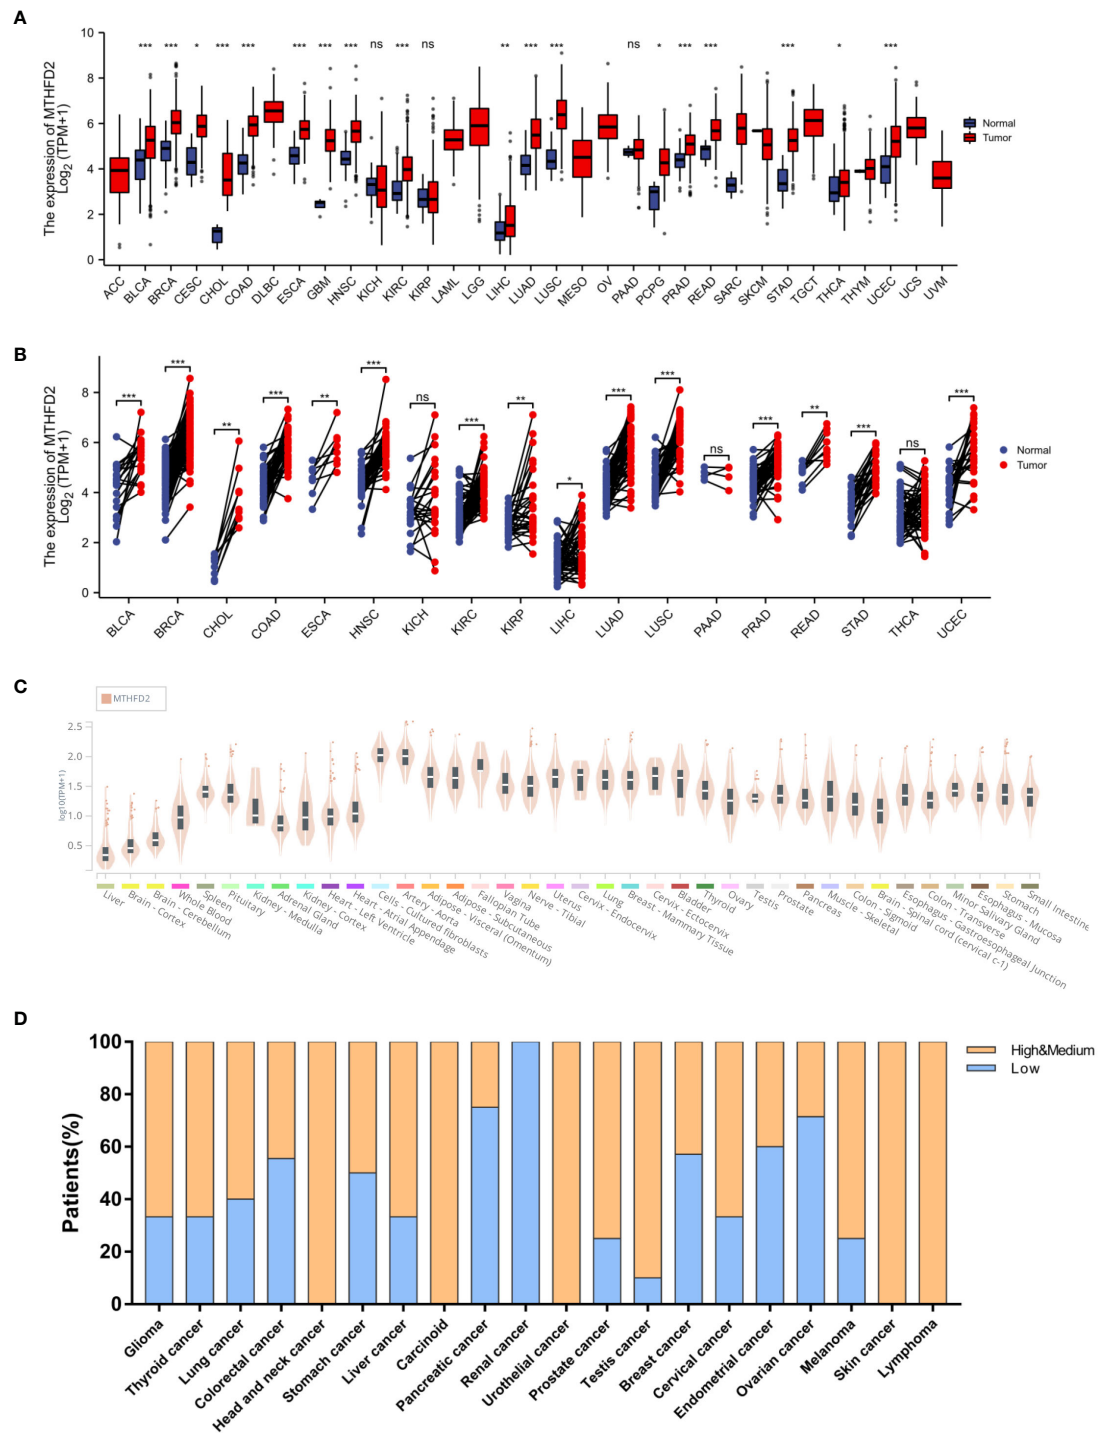 A
The expression of MTHFD2
Log2 (TPM+1)
10
8
6
4
2
0
*** *** * *** *** *** *** *** ns *** ns ** *** *** ns * *** *** *** * ***
Normal
Tumor
ACC BLCA BRCA CESC CHOL COAD DLBC ESCA GBM HNSC KICH KIRC KIRP LAML LGG LIHC LUAD LUSC MESO OV PAAD PCPG PRAD READ SARC SKCM STAD TGCT THCA THYM UCEC UCS UVM
B
The expression of MTHFD2
Log2 (TPM+1)
8
6
4
2
0
*** *** ** *** ** *** ns *** ** * *** *** ns *** ** *** ns ***
Normal
Tumor
BLCA BRCA CHOL COAD ESCA HNSC KICH KIRC KIRP LIHC LUAD LUSC PAAD PRAD READ STAD THCA UCEC
C
MTHFD2
log10(TPM+1)
2.5
2.0
1.5
1.0
0.5
Liver
Brain - Cortex
Brain - Cerebellum
Whole Blood
Spleen
Pituitary
Kidney - Medulla
Adrenal Gland
Kidney - Cortex
Heart - Left Ventricle
Heart - Atrial Appendage
Cells - Cultured fibroblasts
Artery - Aorta
Adipose - Visceral (Omentum)
Adipose - Subcutaneous
Fallopian Tube
Vagina
Nerve - Tibial
Uterus
Cervix - Endocervix
Lung
Breast - Mammary Tissue
Cervix - Ectocervix
Bladder
Thyroid
Ovary
Testis
Prostate
Pancreas
Muscle - Skeletal
Colon - Sigmoid
Brain - Spinal cord (cervical c-1)
Esophagus - Gastroesophageal Junction
Colon - Transverse
Minor Salivary Gland
Esophagus - Mucosa
Stomach
Small Intestine
D
Patients(%)
100
80
60
40
20
0
High&Medium
Low
Glioma
Thyroid cancer
Lung cancer
Colorectal cancer
Head and neck cancer
Stomach cancer
Liver cancer
Carcinoid
Pancreatic cancer
Renal cancer
Urothelial cancer
Prostate cancer
Testis cancer
Breast cancer
Cervical cancer
Endometrial cancer
Ovarian cancer
Melanoma
Skin cancer
Lymphoma